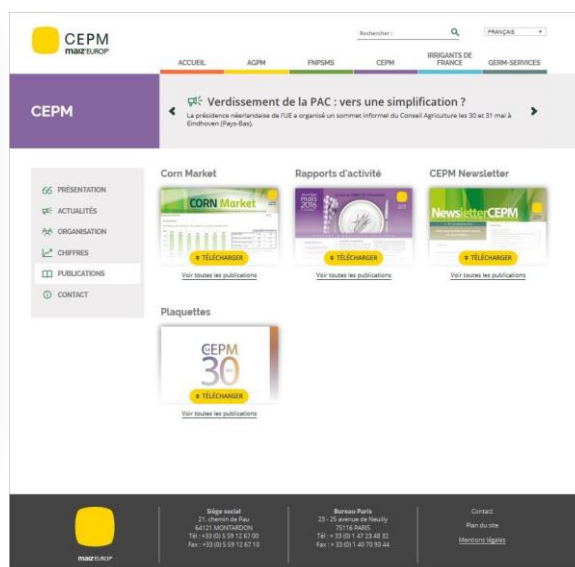 CEPM
maiz'EUROP'
Rechercher :
FRANÇAIS
ACCUEIL
AGPM
FNPSMS
CEPM
IRRIGANTS DE
FRANCE
GERM-SERVICES
CEPM
Verdissement de la PAC : vers une simplification ?
La présidence néerlandaise de l'UE a organisé un sommet informel du Conseil Agriculture les 30 et 31 mai à
Eindhoven (Pays-Bas).
PRÉSENTATION
ACTUALITÉS
ORGANISATION
CHIFFRES
PUBLICATIONS
CONTACT
Corn Market
CORN Market
TÉLÉCHARGER
Voir toutes les publications
Rapports d'activité
2016
TÉLÉCHARGER
Voir toutes les publications
CEPM Newsletter
NewsletterCEPM
TÉLÉCHARGER
Voir toutes les publications
Plaquettes
CEPM
30
TÉLÉCHARGER
Voir toutes les publications
maiz'EUROP'
Siège social
21, chemin de Pau
64121 MONTARDON
Tél : +33 (0) 5 59 12 67 00
Fax : +33 (0) 5 59 12 67 10
Bureau Paris
23 - 25 avenue de Neuilly
75116 PARIS
Tél : + 33 (0) 1 47 23 48 32
Fax : + 33 (0) 1 40 70 93 44
Contact
Plan du site
Mentions légales